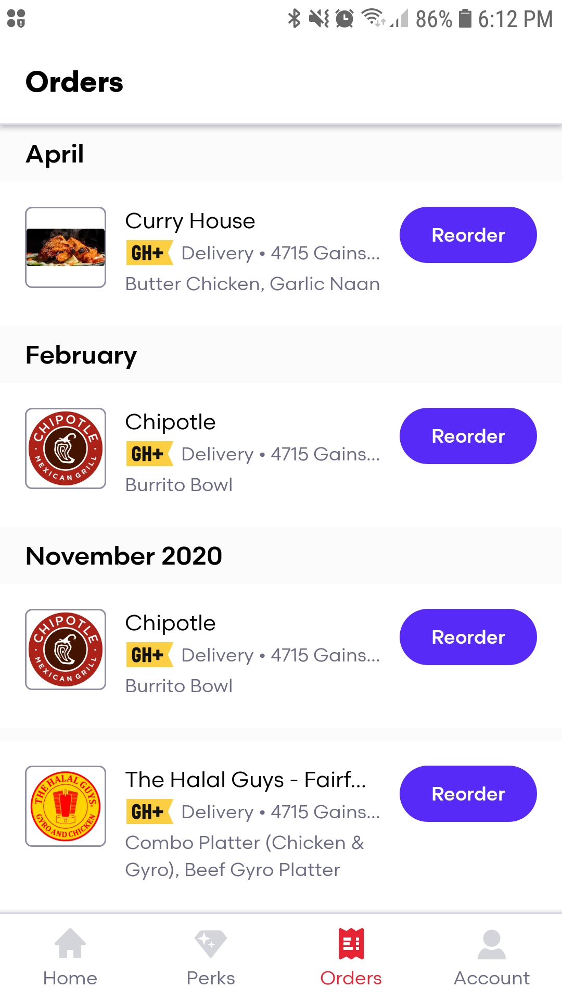 86% 6:12 PM
Orders
April
Curry House
Reorder
GH+ Delivery • 4715 Gains...
Butter Chicken, Garlic Naan
February
CHIPOTLE
MEXICAN GRILL
Chipotle
Reorder
GH+ Delivery • 4715 Gains...
Burrito Bowl
November 2020
CHIPOTLE
MEXICAN GRILL
Chipotle
Reorder
GH+ Delivery • 4715 Gains...
Burrito Bowl
THE HALAL GUYS
GYRO AND CHICKEN
The Halal Guys - Fairf...
Reorder
GH+ Delivery • 4715 Gains...
Combo Platter (Chicken &
Gyro), Beef Gyro Platter
Home Perks Orders Account